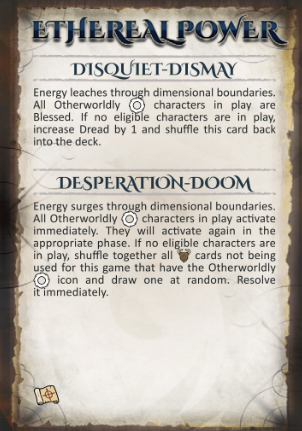 ETHEREAL POWER
DISQUIET-DISMAY
Energy leaches through dimensional boundaries.
All Otherworldly characters in play are
Blessed. If no eligible characters are in play,
increase Dread by 1 and shuffle this card back
into the deck.
DESPERATION-DOOM
Energy surges through dimensional boundaries.
All Otherworldly characters in play activate
immediately. They will activate again in the
appropriate phase. If no eligible characters are
in play, shuffle together all cards not being
used for this game that have the Otherworldly
icon and draw one at random. Resolve
it immediately.